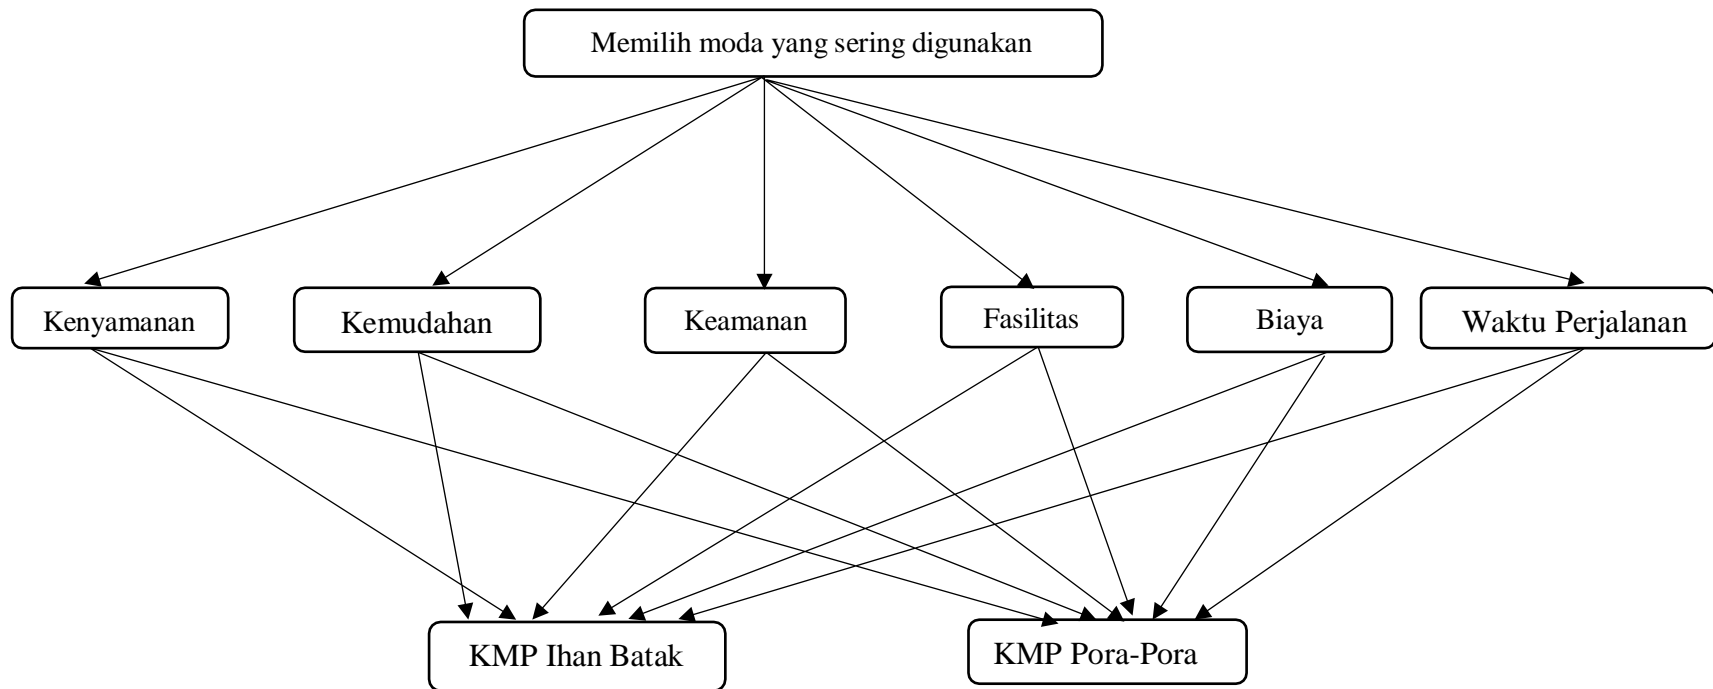 Memilih moda yang sering digunakan
Kenyamanan
Kemudahan
Keamanan
Fasilitas
Biaya
Waktu Perjalanan
KMP Ihan Batak
KMP Pora-Pora